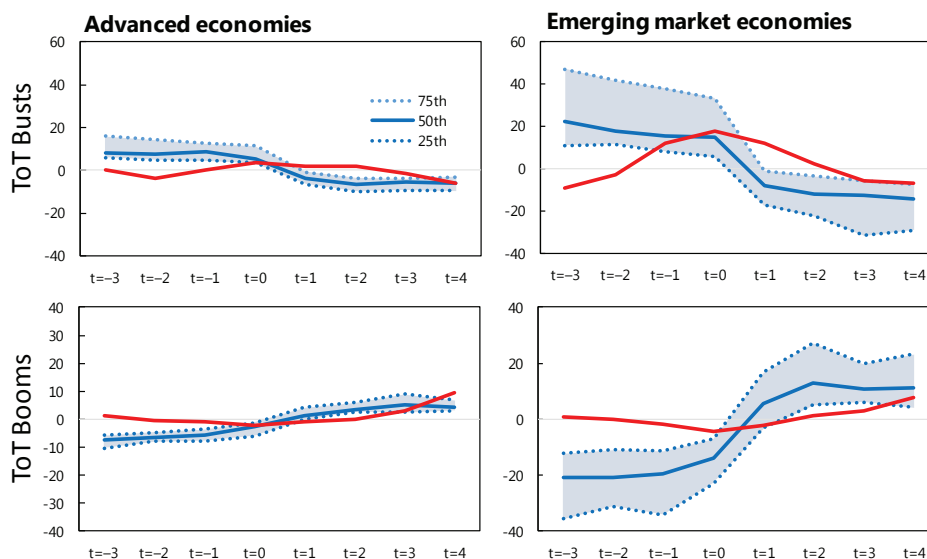 Advanced economies
Emerging market economies
ToT Busts
60
40
20
0
-20
-40
75th
50th
25th
t=–3 t=–2 t=–1 t=0 t=1 t=2 t=3 t=4
60
40
20
0
-20
-40
t=–3 t=–2 t=–1 t=0 t=1 t=2 t=3 t=4
ToT Booms
40
30
20
10
0
-10
-20
-30
-40
t=–3 t=–2 t=–1 t=0 t=1 t=2 t=3 t=4
40
20
0
-20
-40
t=–3 t=–2 t=–1 t=0 t=1 t=2 t=3 t=4